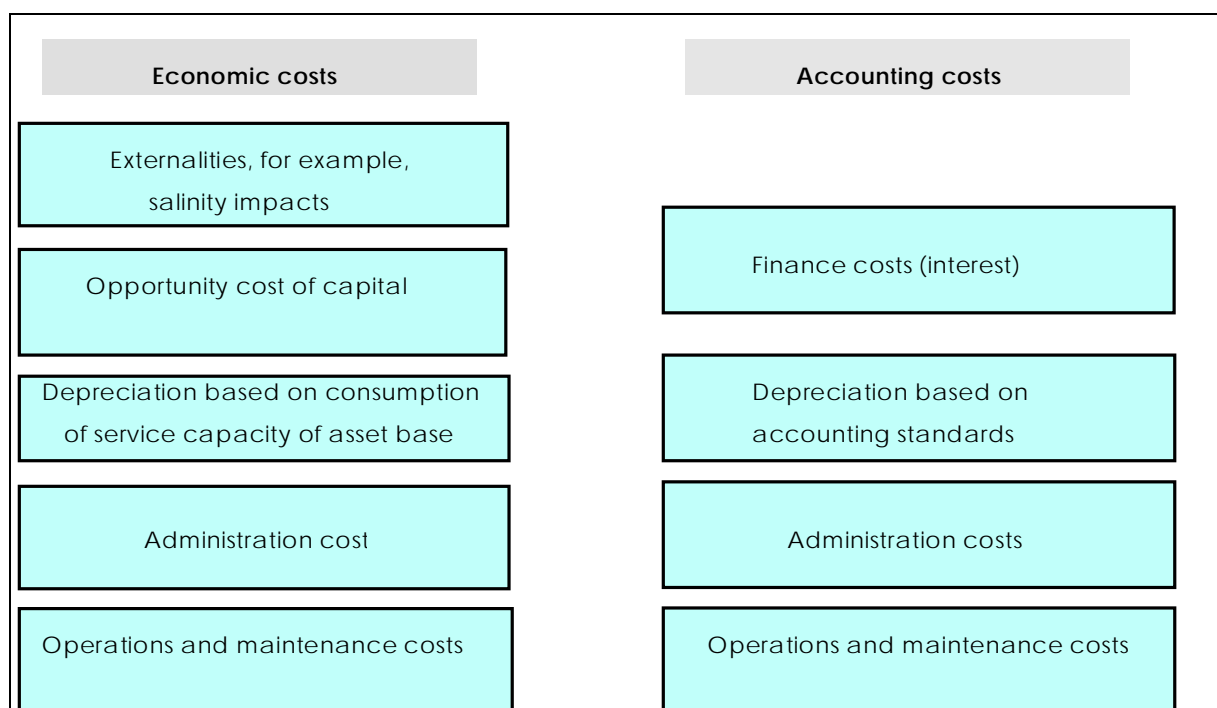 Economic costs
Externalities, for example,
salinity impacts
Opportunity cost of capital
Depreciation based on consumption
of service capacity of asset base
Administration cost
Operations and maintenance costs
Accounting costs
Finance costs (interest)
Depreciation based on
accounting standards
Administration costs
Operations and maintenance costs